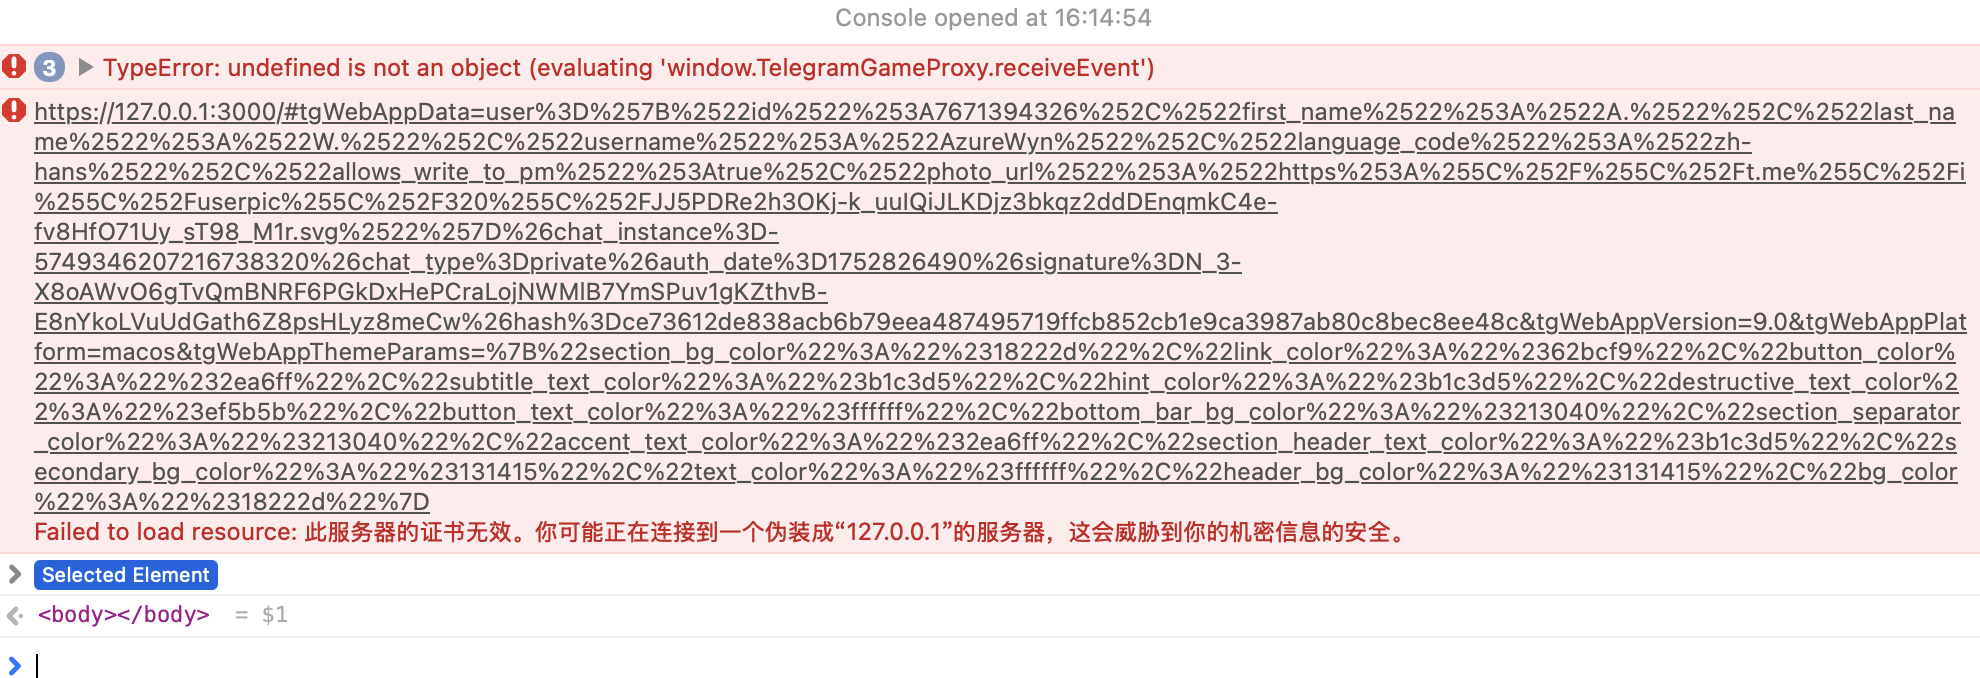 Console opened at 16:14:54
3 TypeError: undefined is not an object (evaluating 'window.TelegramGameProxy.receiveEvent')
https://127.0.0.1:3000/#tgWebAppData=user%3D%257B%2522id%2522%253A7671394326%252C%2522first_name%2522%253A%2522A.%2522%252C%2522last_na
me%2522%253A%2522W.%2522%252C%2522username%2522%253A%2522AzureWyn%2522%252C%2522language_code%2522%253A%2522zh-
hans%2522%252C%2522allows_write_to_pm%2522%253Atrue%252C%2522photo_url%2522%253A%2522https%253A%255C%252F%255C%252Ft.me%255C%252Fi
%255C%252Fuserpic%255C%252F320%255C%252FJJ5PDRe2h3OKj-k_uuIQiJLKDjz3bkqz2ddDEnqmkC4e-
fv8HfO71Uy_sT98_M1r.svg%2522%257D%26chat_instance%3D-
5749346207216738320%26chat_type%3Dprivate%26auth_date%3D1752826490%26signature%3DN_3-
X8oAWvO6gTvQmBNRF6PGkDxHePCraLojNWMlB7YmSPuv1gKZthvB-
E8nYkoLVuUdGath6Z8psHLyz8meCw%26hash%3Dce73612de838acb6b79eea487495719ffcb852cb1e9ca3987ab80c8bec8ee48c&tgWebAppVersion=9.0&tgWebAppPlat
form=macos&tgWebAppThemeParams=%7B%22section_bg_color%22%3A%22%2318222d%22%2C%22link_color%22%3A%22%2362bcf9%22%2C%22button_color%
22%3A%22%232ea6ff%22%2C%22subtitle_text_color%22%3A%22%23b1c3d5%22%2C%22hint_color%22%3A%22%23b1c3d5%22%2C%22destructive_text_color%2
2%3A%22%23ef5b5b%22%2C%22button_text_color%22%3A%22%23ffffff%22%2C%22bottom_bar_bg_color%22%3A%22%23213040%22%2C%22section_separator
_color%22%3A%22%23213040%22%2C%22accent_text_color%22%3A%22%232ea6ff%22%2C%22section_header_text_color%22%3A%22%23b1c3d5%22%2C%22s
econdary_bg_color%22%3A%22%23131415%22%2C%22text_color%22%3A%22%23ffffff%22%2C%22header_bg_color%22%3A%22%23131415%22%2C%22bg_color
%22%3A%22%2318222d%22%7D
Failed to load resource: 此服务器的证书无效。你可能正在连接到一个伪装成“127.0.0.1”的服务器，这会威胁到你的机密信息的安全。
Selected Element
<body></body> = $1